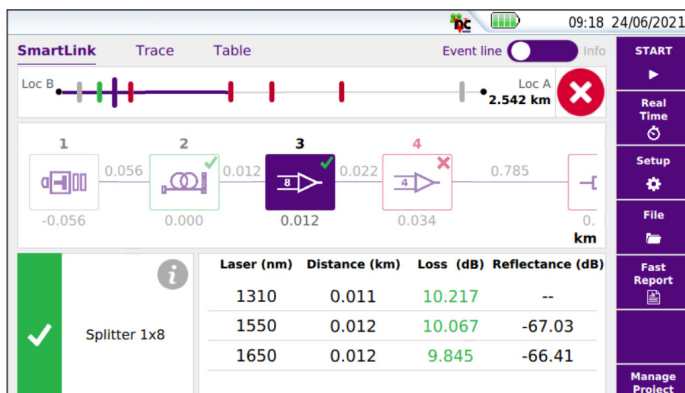 09:18 24/06/2021
SmartLink Trace Table Event line Info
START
Loc B Loc A
2.542 km
Real
Time
1 2 3 4
0.056 0.012 0.022 0.785
8 4
Setup
-0.056 0.000 0.012 0.034 0.
km
File
Laser (nm) Distance (km) Loss (dB) Reflectance (dB)
Fast
Report
1310 0.011 10.217 --
Splitter 1x8
1550 0.012 10.067 -67.03
1650 0.012 9.845 -66.41
Manage
Project